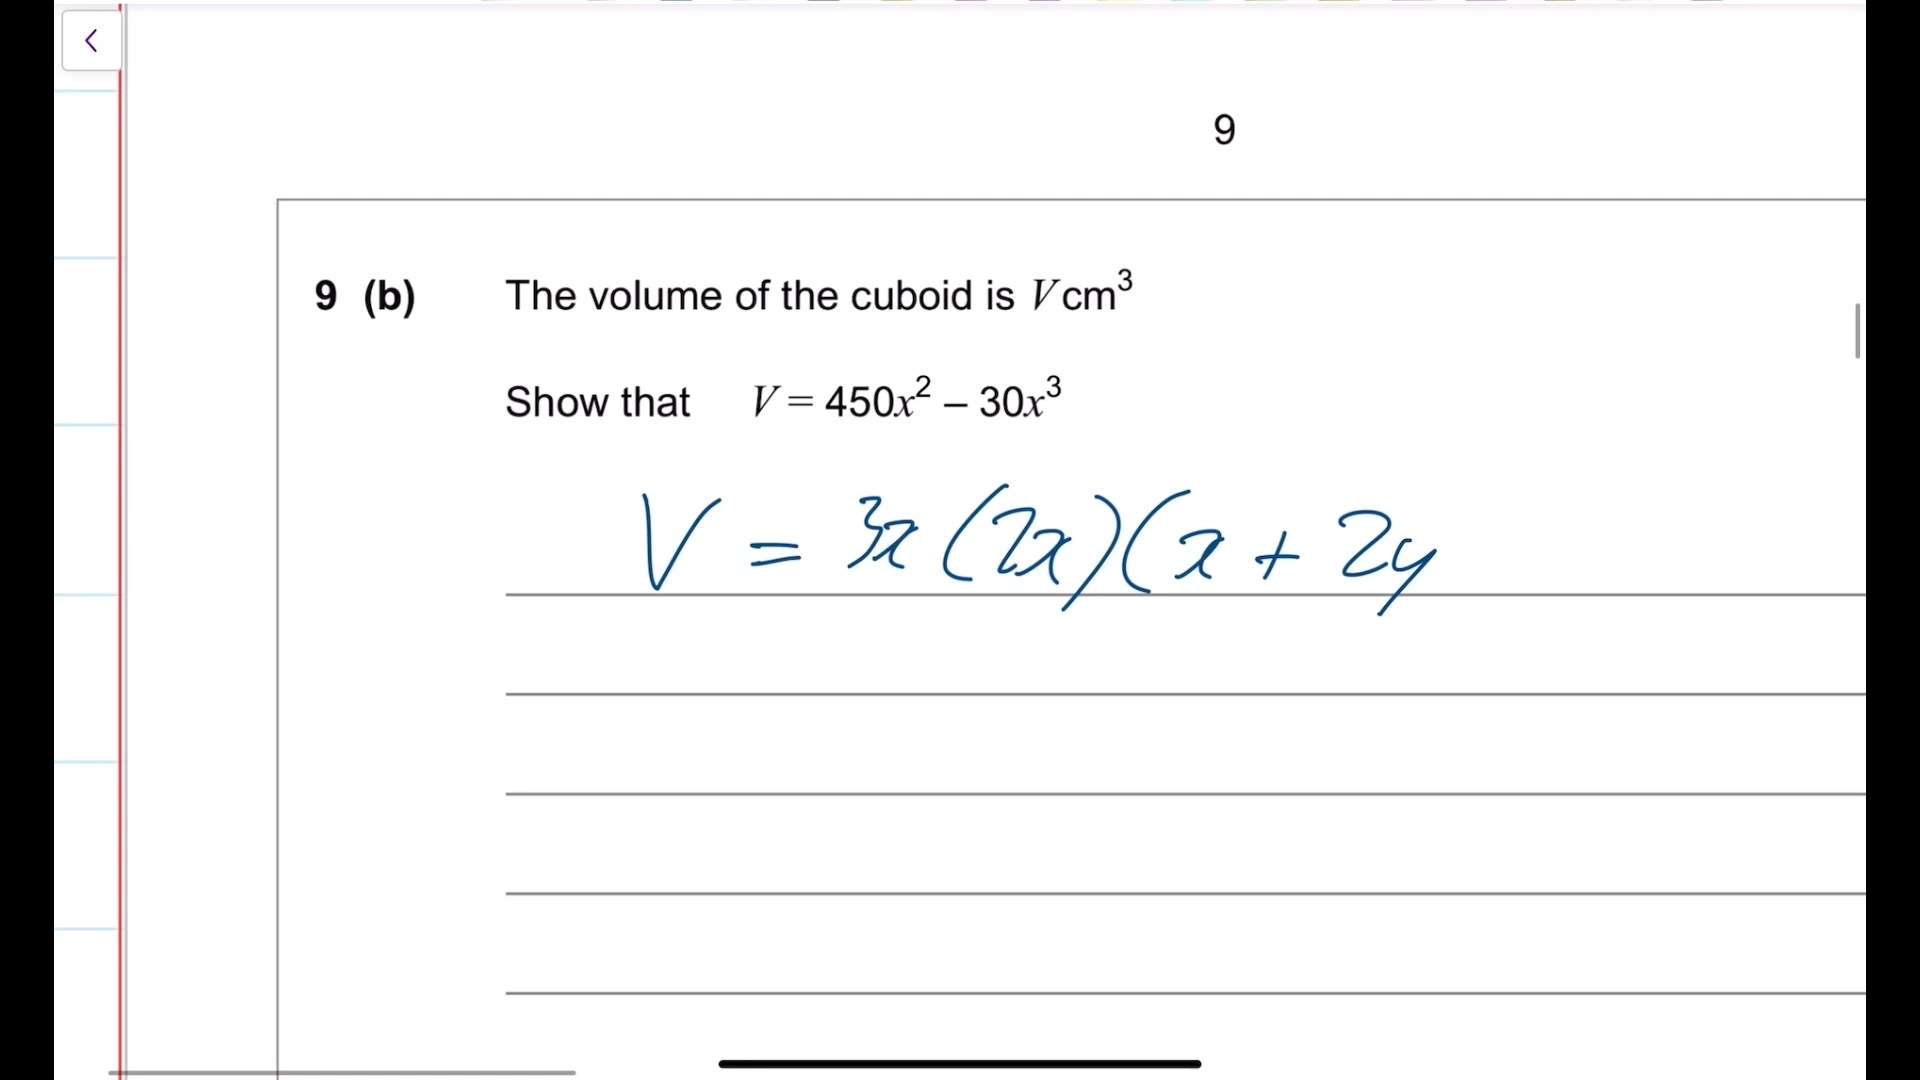 9
9 (b) The volume of the cuboid is V cm³
Show that V = 450x² – 30x³
V = 3x (2x)(x + 2y